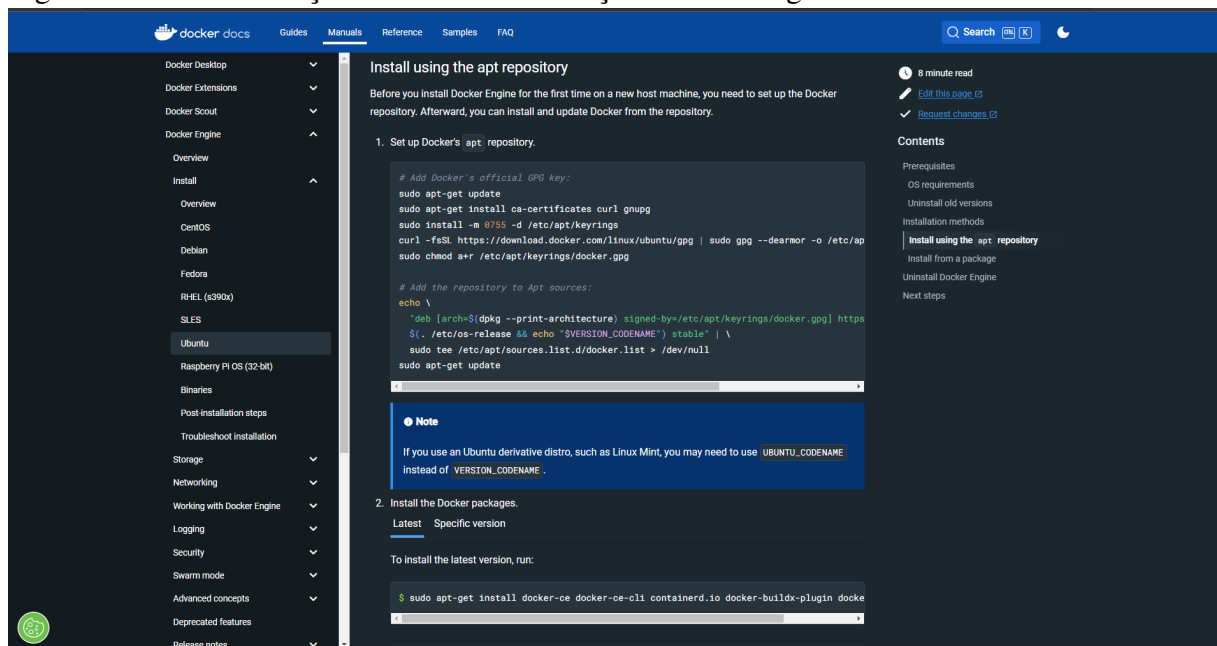 docker docs
Guides
Manuals
Reference
Samples
FAQ
Search CTRL K
Docker Desktop
Docker Extensions
Docker Scout
Docker Engine
Overview
Install
Overview
CentOS
Debian
Fedora
RHEL (s390x)
SLES
Ubuntu
Raspberry Pi OS (32-bit)
Binaries
Post-installation steps
Troubleshoot installation
Storage
Networking
Working with Docker Engine
Logging
Security
Swarm mode
Advanced concepts
Deprecated features
Release notes
Install using the apt repository
Before you install Docker Engine for the first time on a new host machine, you need to set up the Docker
repository. Afterward, you can install and update Docker from the repository.
1. Set up Docker's apt repository.
# Add Docker's official GPG key:
sudo apt-get update
sudo apt-get install ca-certificates curl gnupg
sudo install -m 0755 -d /etc/apt/keyrings
curl -fsSL https://download.docker.com/linux/ubuntu/gpg | sudo gpg --dearmor -o /etc/ap
sudo chmod a+r /etc/apt/keyrings/docker.gpg
# Add the repository to Apt sources:
echo \
"deb [arch=$(dpkg --print-architecture) signed-by=/etc/apt/keyrings/docker.gpg] https
$(. /etc/os-release && echo "$VERSION_CODENAME") stable" | \
sudo tee /etc/apt/sources.list.d/docker.list > /dev/null
sudo apt-get update
Note
If you use an Ubuntu derivative distro, such as Linux Mint, you may need to use UBUNTU_CODENAME
instead of VERSION_CODENAME .
2. Install the Docker packages.
Latest Specific version
To install the latest version, run:
$ sudo apt-get install docker-ce docker-ce-cli containerd.io docker-buildx-plugin docke
8 minute read
Edit this page
Request changes
Contents
Prerequisites
OS requirements
Uninstall old versions
Installation methods
Install using the apt repository
Install from a package
Uninstall Docker Engine
Next steps